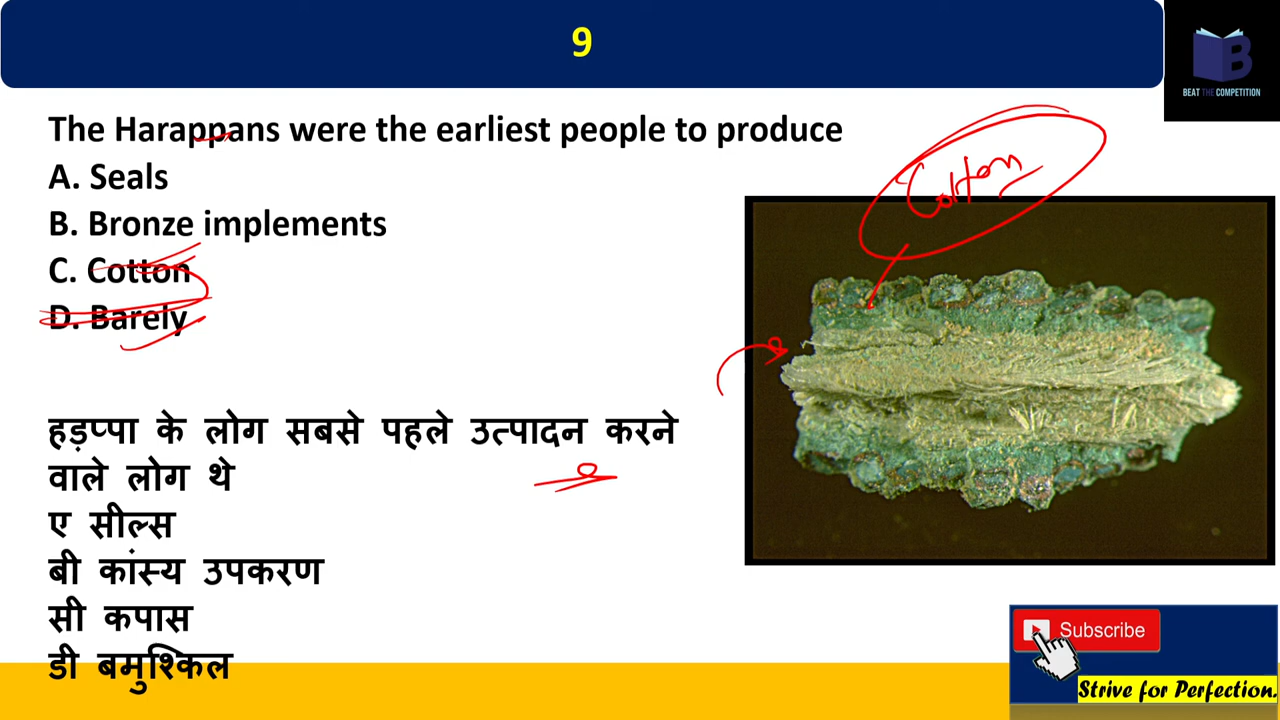 9
BEAT THE COMPETITION
The Harappans were the earliest people to produce
A. Seals
B. Bronze implements
C. Cotton
D. Barely
Cotton
हड़प्पा के लोग सबसे पहले उत्पादन करने
वाले लोग थे
ए सील्स
बी कांस्य उपकरण
सी कपास
डी बमुश्किल
Subscribe
Strive for Perfection.